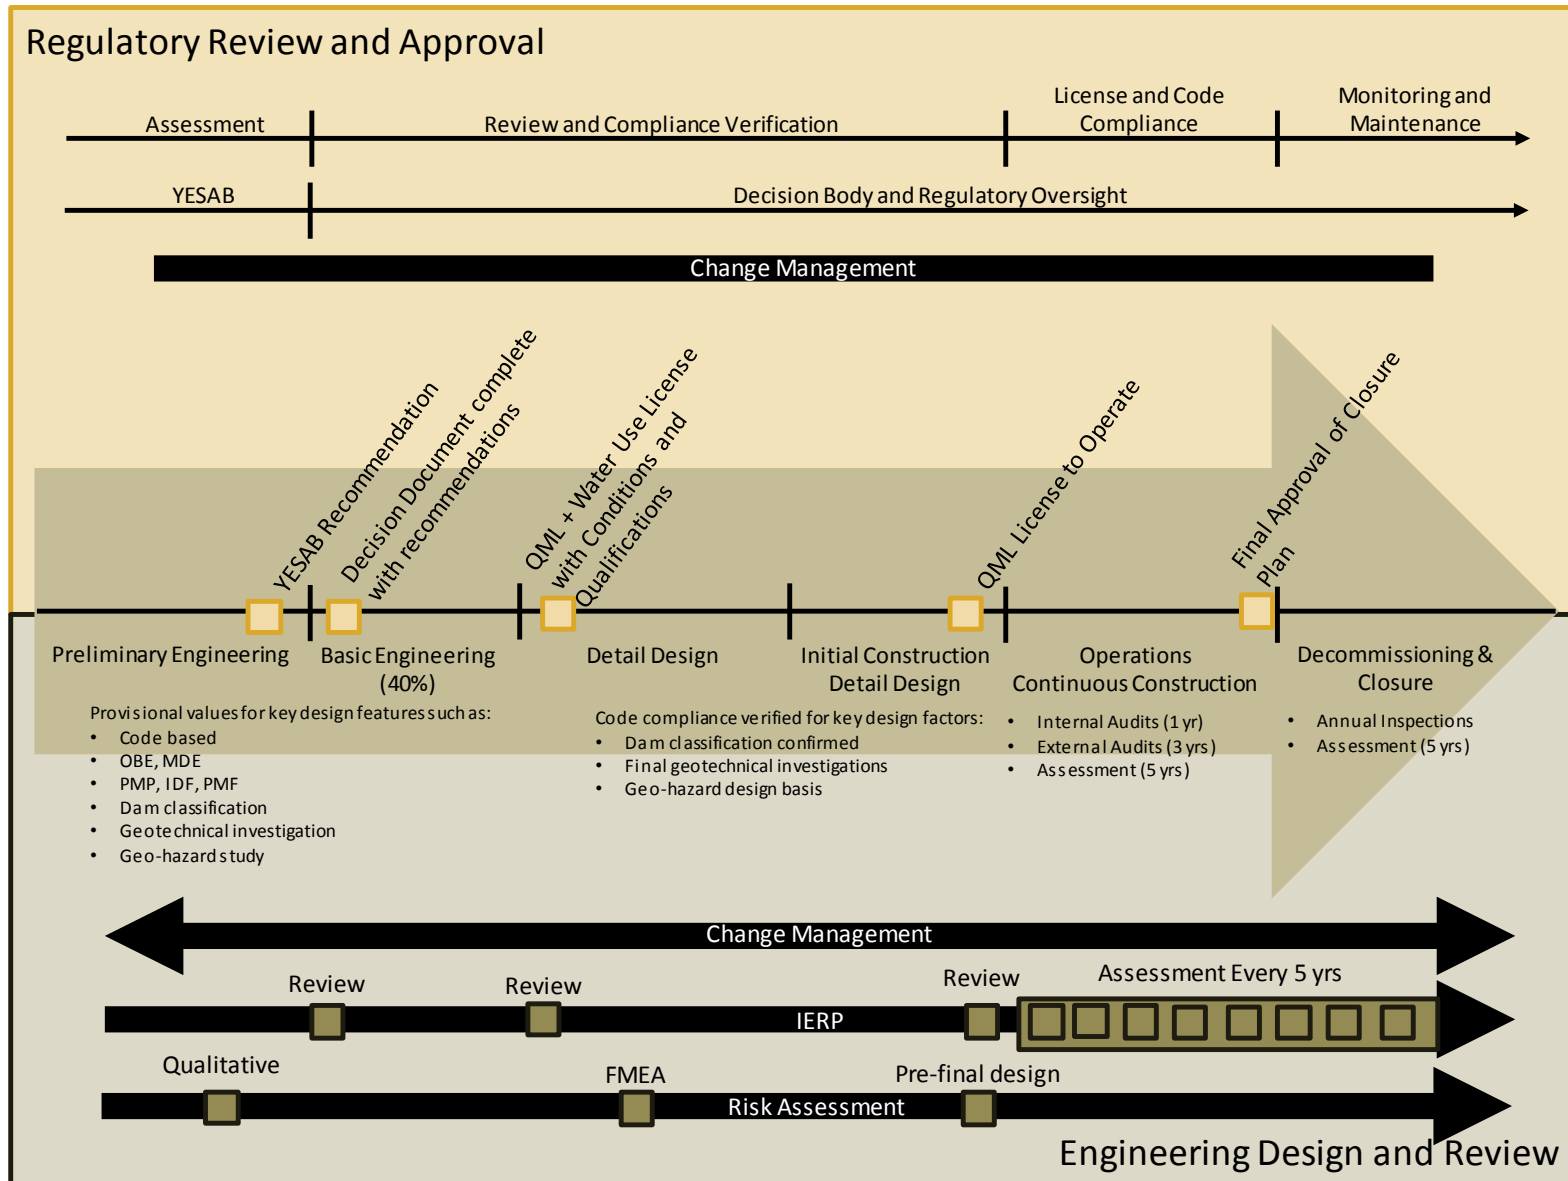 Regulatory Review and Approval
Assessment
Review and Compliance Verification
License and Code
Compliance
Monitoring and
Maintenance
YESAB
Decision Body and Regulatory Oversight
Change Management
YESAB Recommendation
Decision Document complete
with recommendations
QML + Water Use License
with Conditions and
Qualifications
QML License to Operate
Final Approval of Closure
Plan
Preliminary Engineering
Basic Engineering
(40%)
Detail Design
Initial Construction
Detail Design
Operations
Continuous Construction
Decommissioning &
Closure
Provisional values for key design features such as:
• Code based
• OBE, MDE
• PMP, IDF, PMF
• Dam classification
• Geotechnical investigation
• Geo-hazard study
Code compliance verified for key design factors:
• Dam classification confirmed
• Final geotechnical investigations
• Geo-hazard design basis
• Internal Audits (1 yr)
• External Audits (3 yrs)
• Assessment (5 yrs)
• Annual Inspections
• Assessment (5 yrs)
Change Management
Review
Review
Review
Assessment Every 5 yrs
IERP
Qualitative
FMEA
Pre-final design
Risk Assessment
Engineering Design and Review